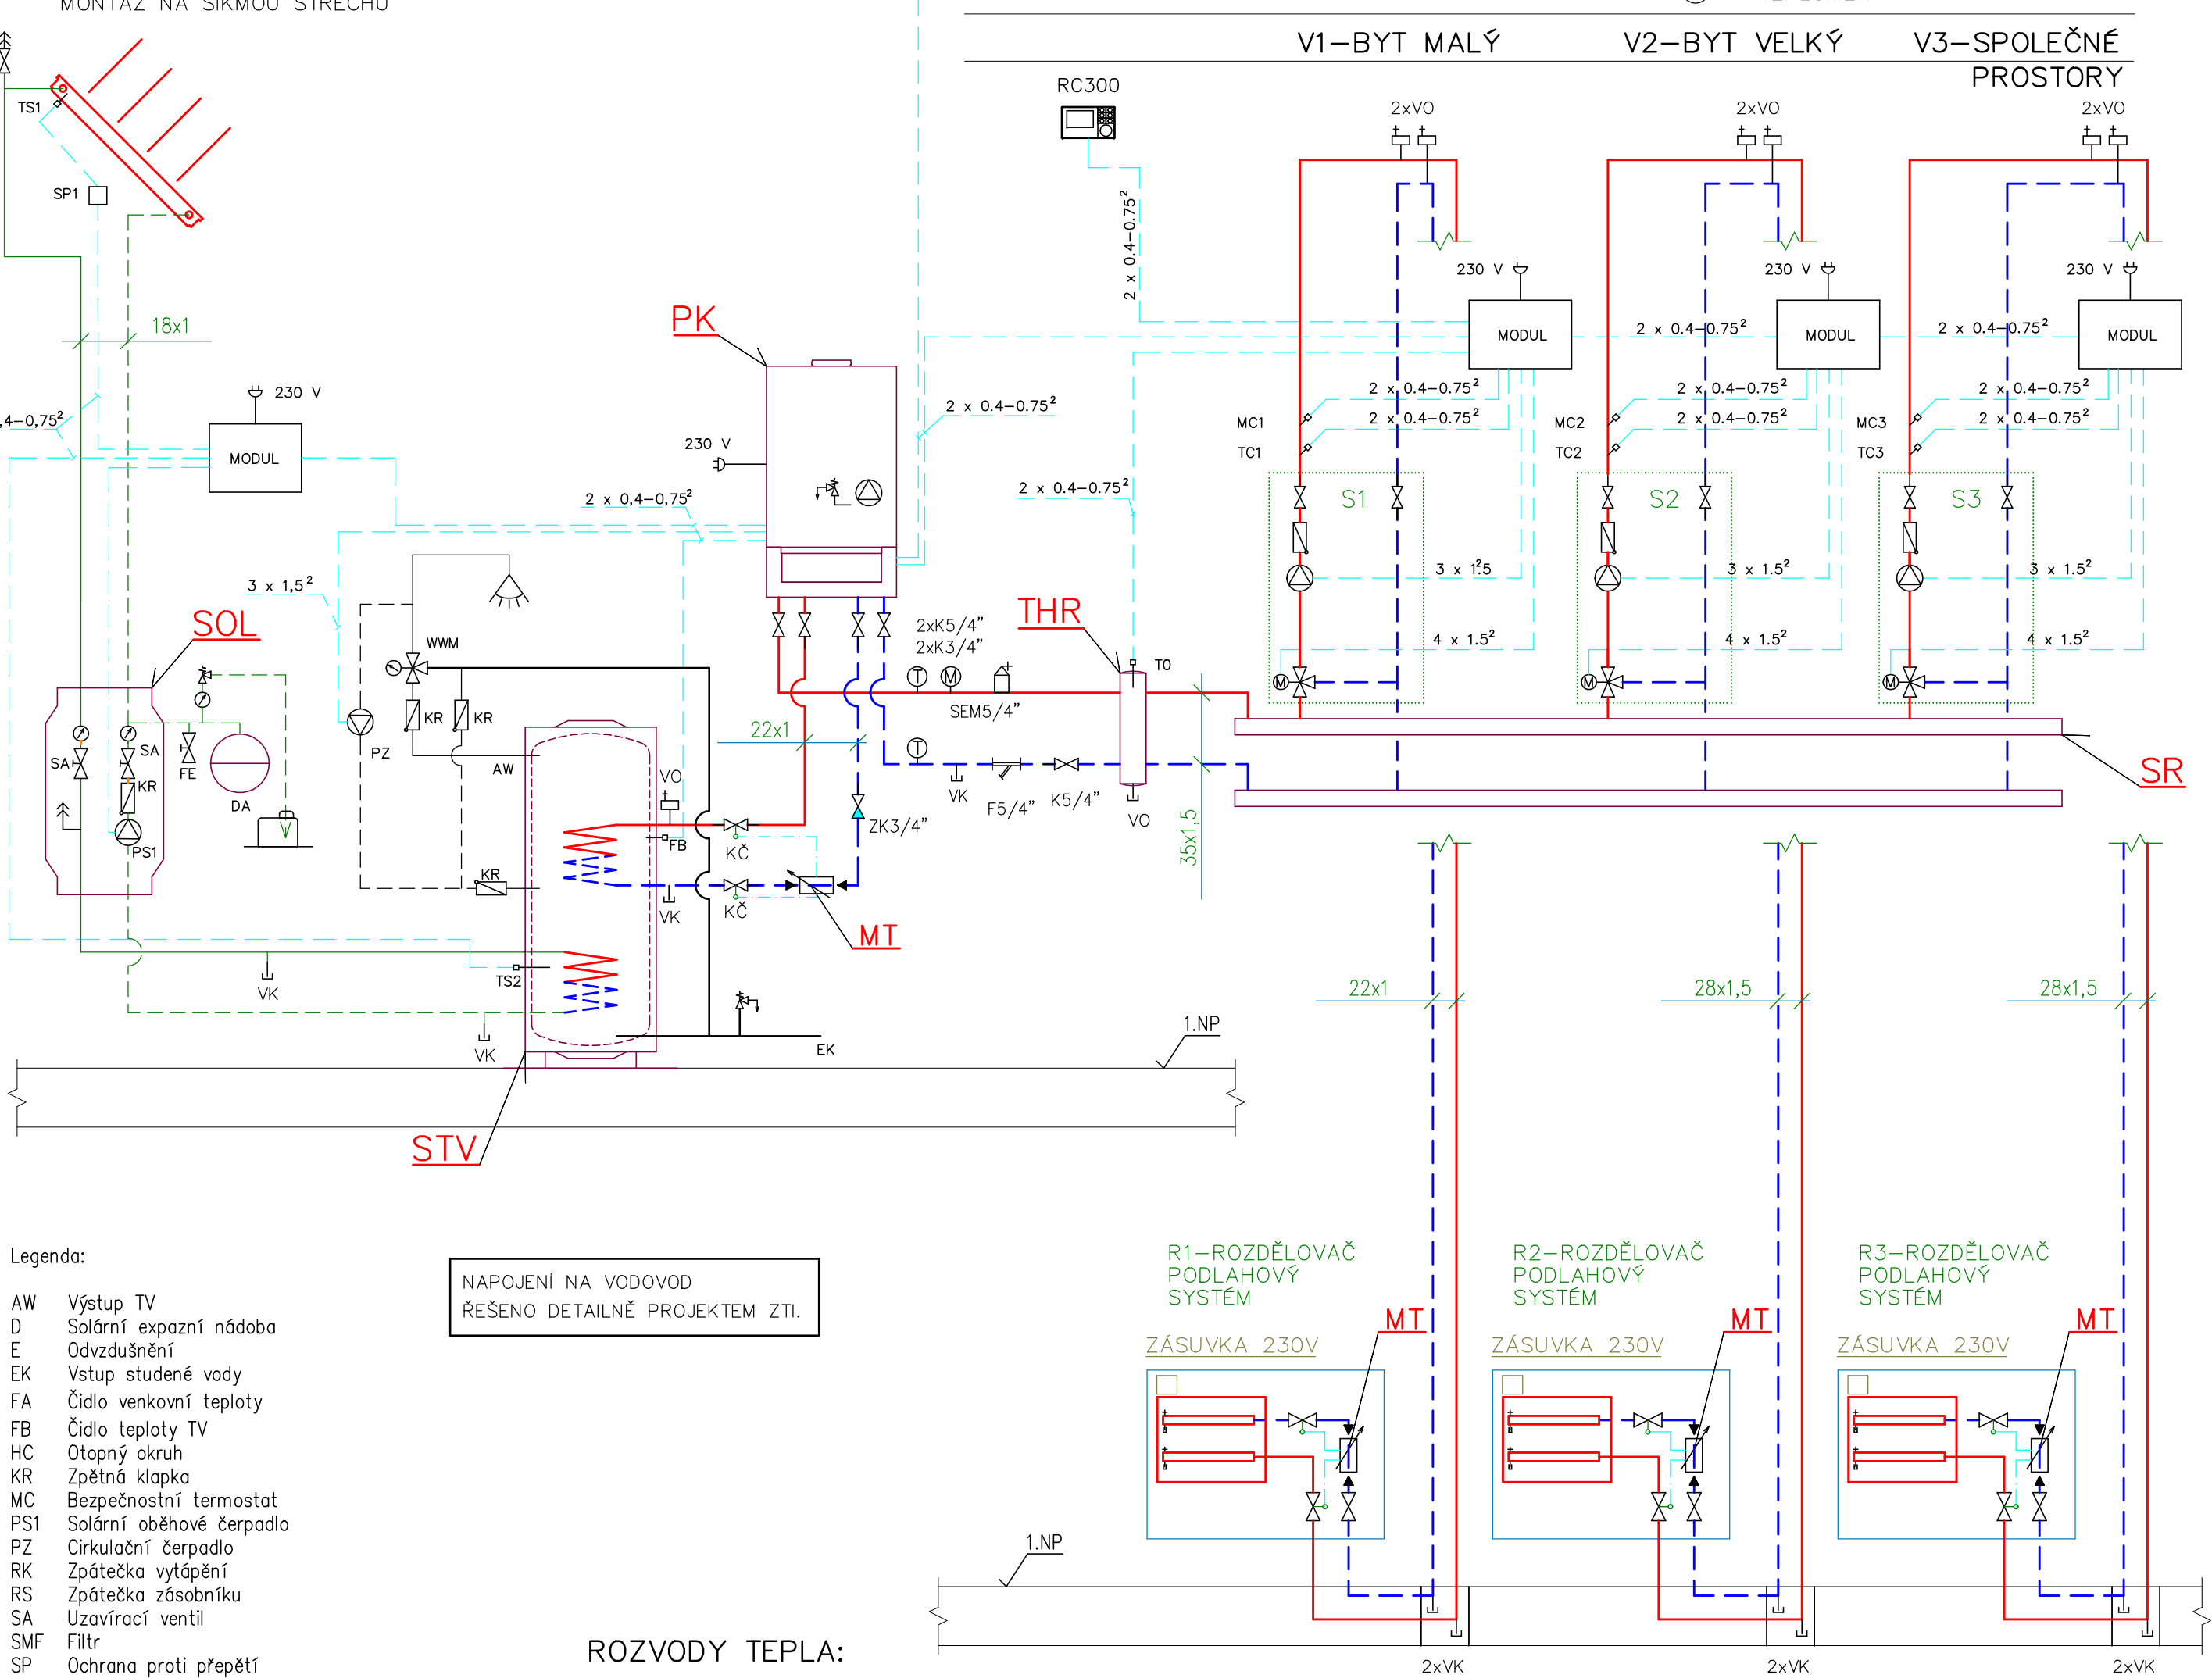 MONTÁŽ NA ŠIKMOU STŘECHU
V1-BYT MALÝ
V2-BYT VELKÝ
V3-SPOLEČNÉ
PROSTORY
RC300
2xVO
2xVO
2xVO
TS1
SP1
2 x 0.4-0.75²
230 V
230 V
230 V
18x1
PK
MODUL
2 x 0.4-0.75²
MODUL
2 x 0.4-0.75²
MODUL
230 V
,4-0,75²
MODUL
2 x 0.4-0.75²
230 V
2 x 0.4-0.75²
2 x 0.4-0.75²
2 x 0.4-0.75²
MC1
2 x 0.4-0.75²
MC2
2 x 0.4-0.75²
MC3
2 x 0.4-0.75²
TC1
TC2
TC3
2 x 0,4-0,75²
2 x 0.4-0.75²
S1
S2
S3
3 x 1,5²
3 x 1²5
3 x 1.5²
3 x 1.5²
SOL
THR
2xK5/4"
2xK3/4"
WWM
4 x 1.5²
4 x 1.5²
4 x 1.5²
T
M
TO
M
M
M
KR
KR
SEM5/4"
PZ
22x1
T
SA
SA
FE
AW
VO
KR
DA
VK
F5/4"
K5/4"
VO
SR
ZK3/4"
35x1,5
PS1
FB
KČ
KR
VK
KČ
MT
TS2
VK
22x1
28x1,5
28x1,5
VK
EK
1.NP
STV
Legenda:
AW Výstup TV
D Solární expazní nádoba
E Odvzdušnění
EK Vstup studené vody
FA Čidlo venkovní teploty
FB Čidlo teploty TV
HC Otopný okruh
KR Zpětná klapka
MC Bezpečnostní termostat
PS1 Solární oběhové čerpadlo
PZ Cirkulační čerpadlo
RK Zpátečka vytápění
RS Zpátečka zásobníku
SA Uzavírací ventil
SMF Filtr
SP Ochrana proti přepětí
NAPOJENÍ NA VODOVOD
ŘEŠENO DETAILNĚ PROJEKTEM ZTI.
R1-ROZDĚLOVAČ
PODLAHOVÝ
SYSTÉM
MT
ZÁSUVKA 230V
R2-ROZDĚLOVAČ
PODLAHOVÝ
SYSTÉM
MT
ZÁSUVKA 230V
R3-ROZDĚLOVAČ
PODLAHOVÝ
SYSTÉM
MT
ZÁSUVKA 230V
1.NP
ROZVODY TEPLA:
2xVK
2xVK
2xVK